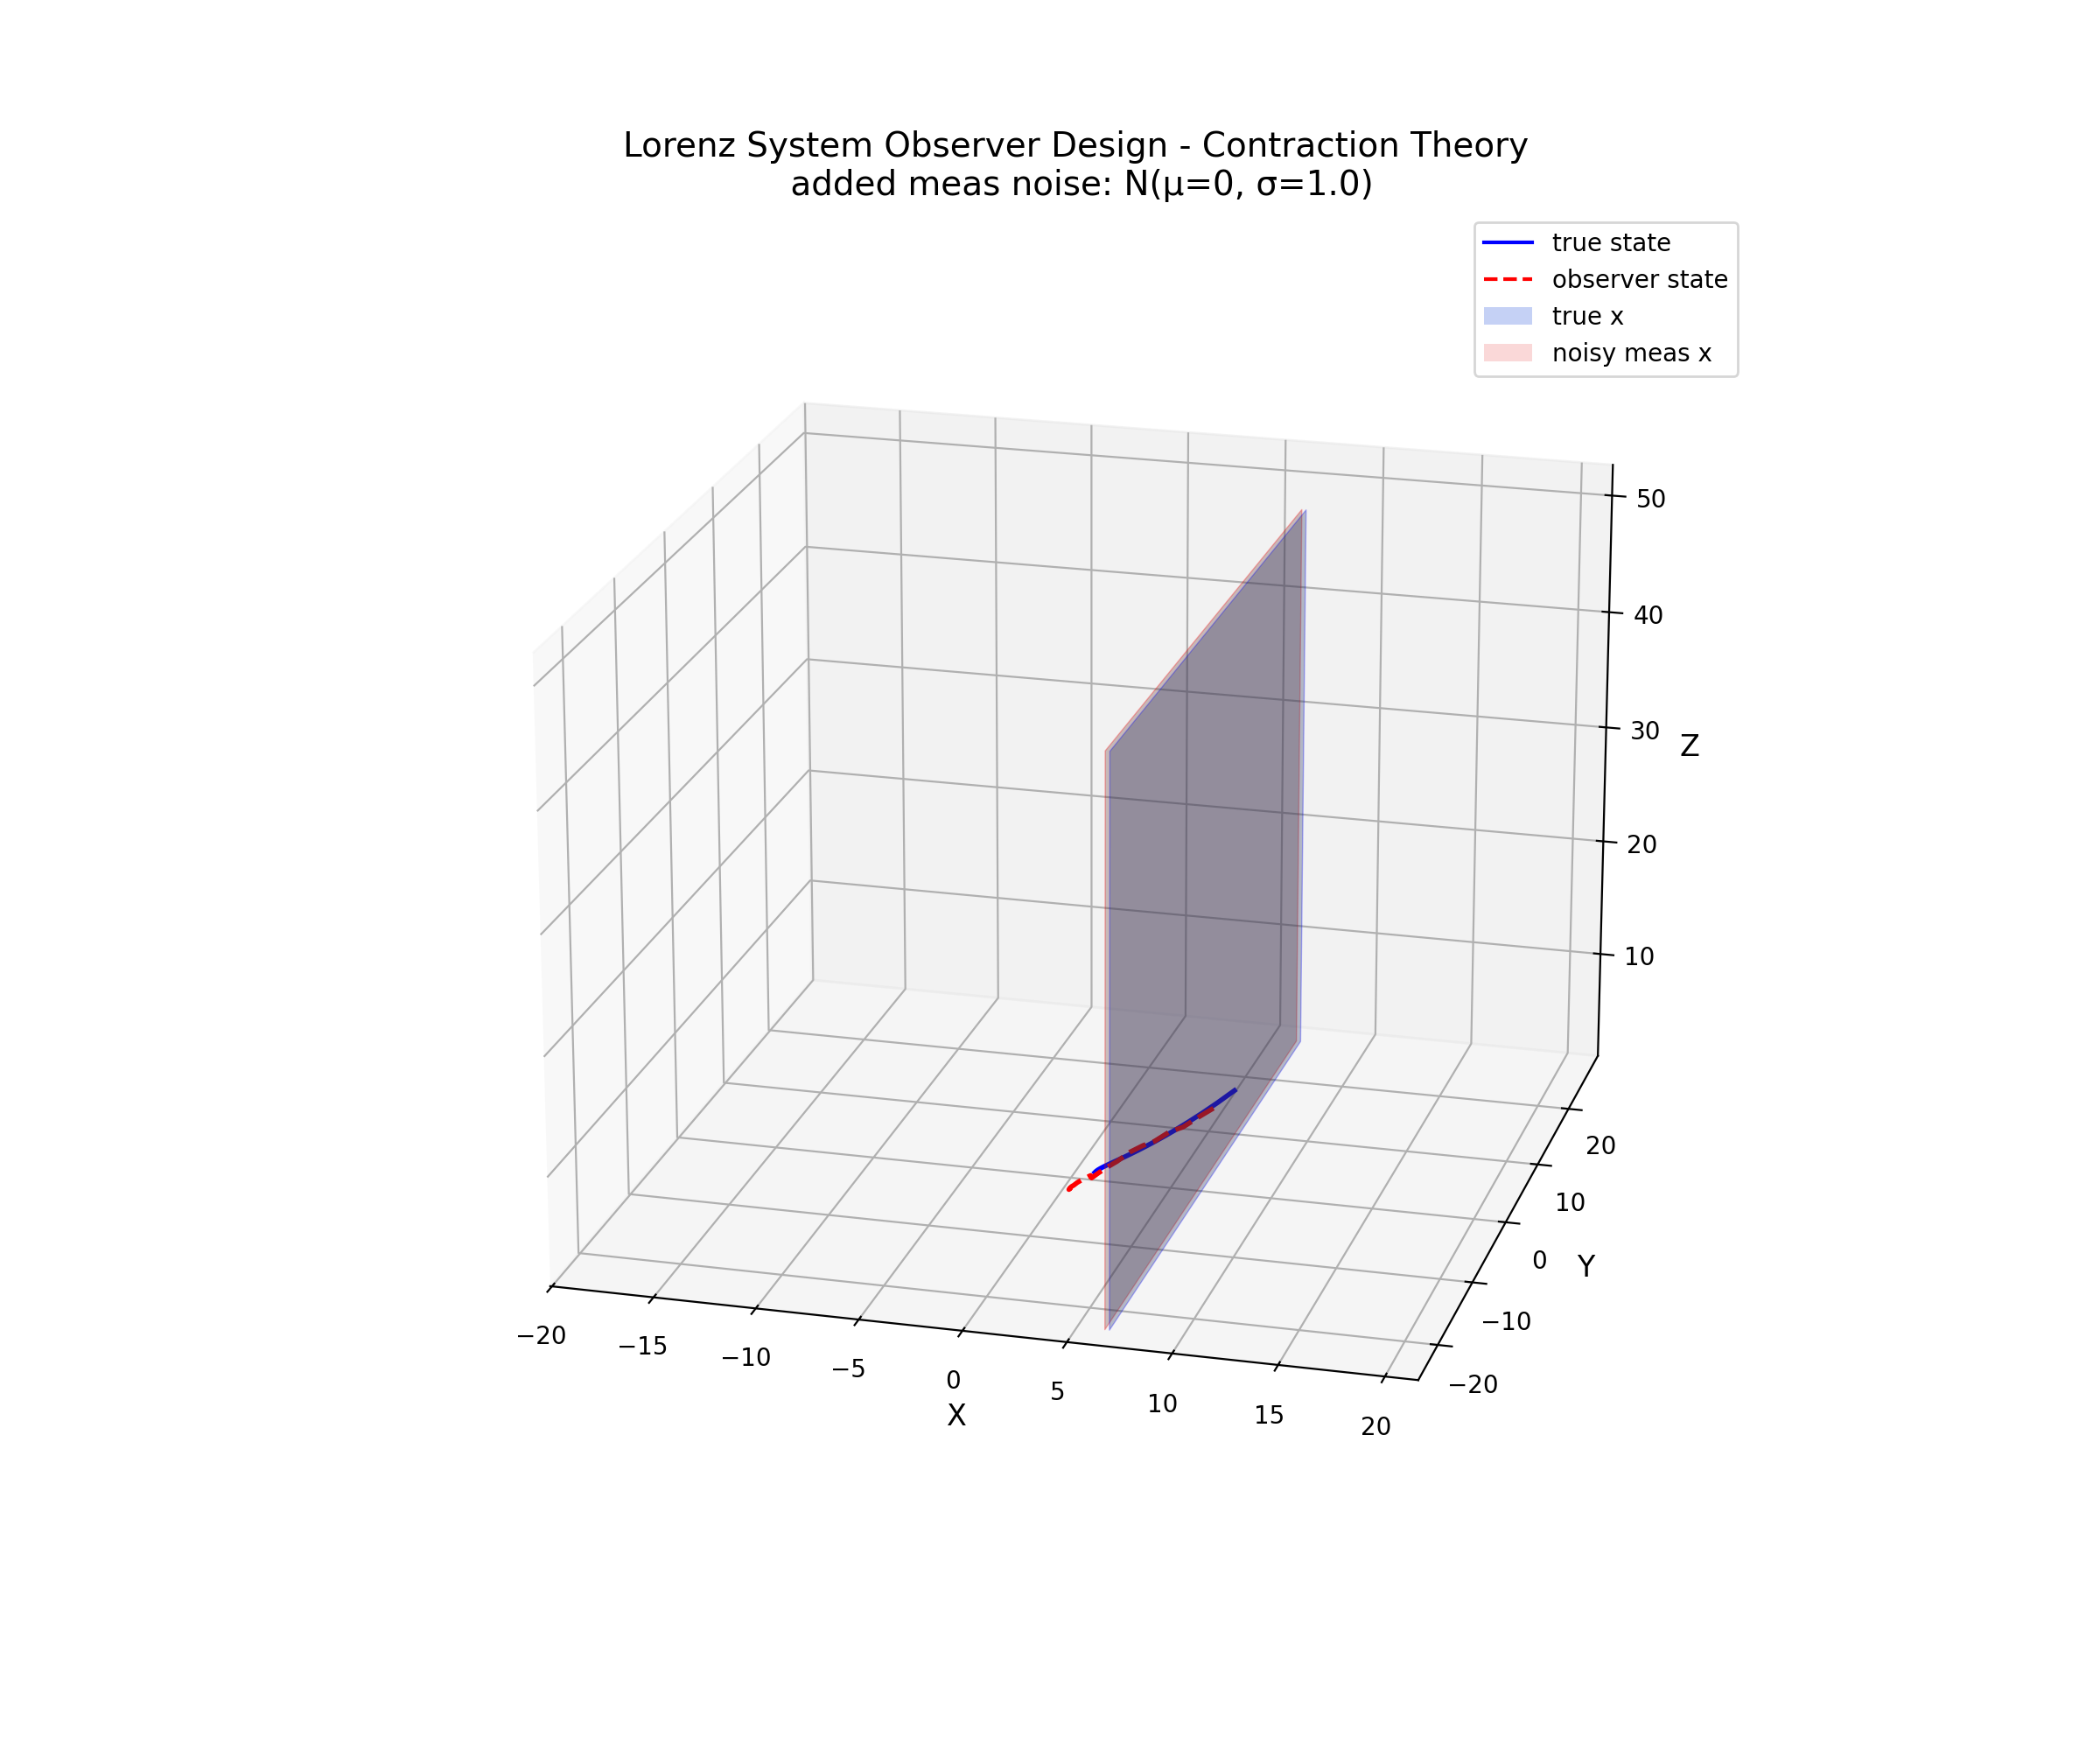 Lorenz System Observer Design - Contraction Theory
added meas noise: N(μ=0, σ=1.0)
true state
observer state
true x
noisy meas x
50
40
30
20
10
Z
20
10
0
−10
−20
Y
−20
−15
−10
−5
0
5
10
15
20
X